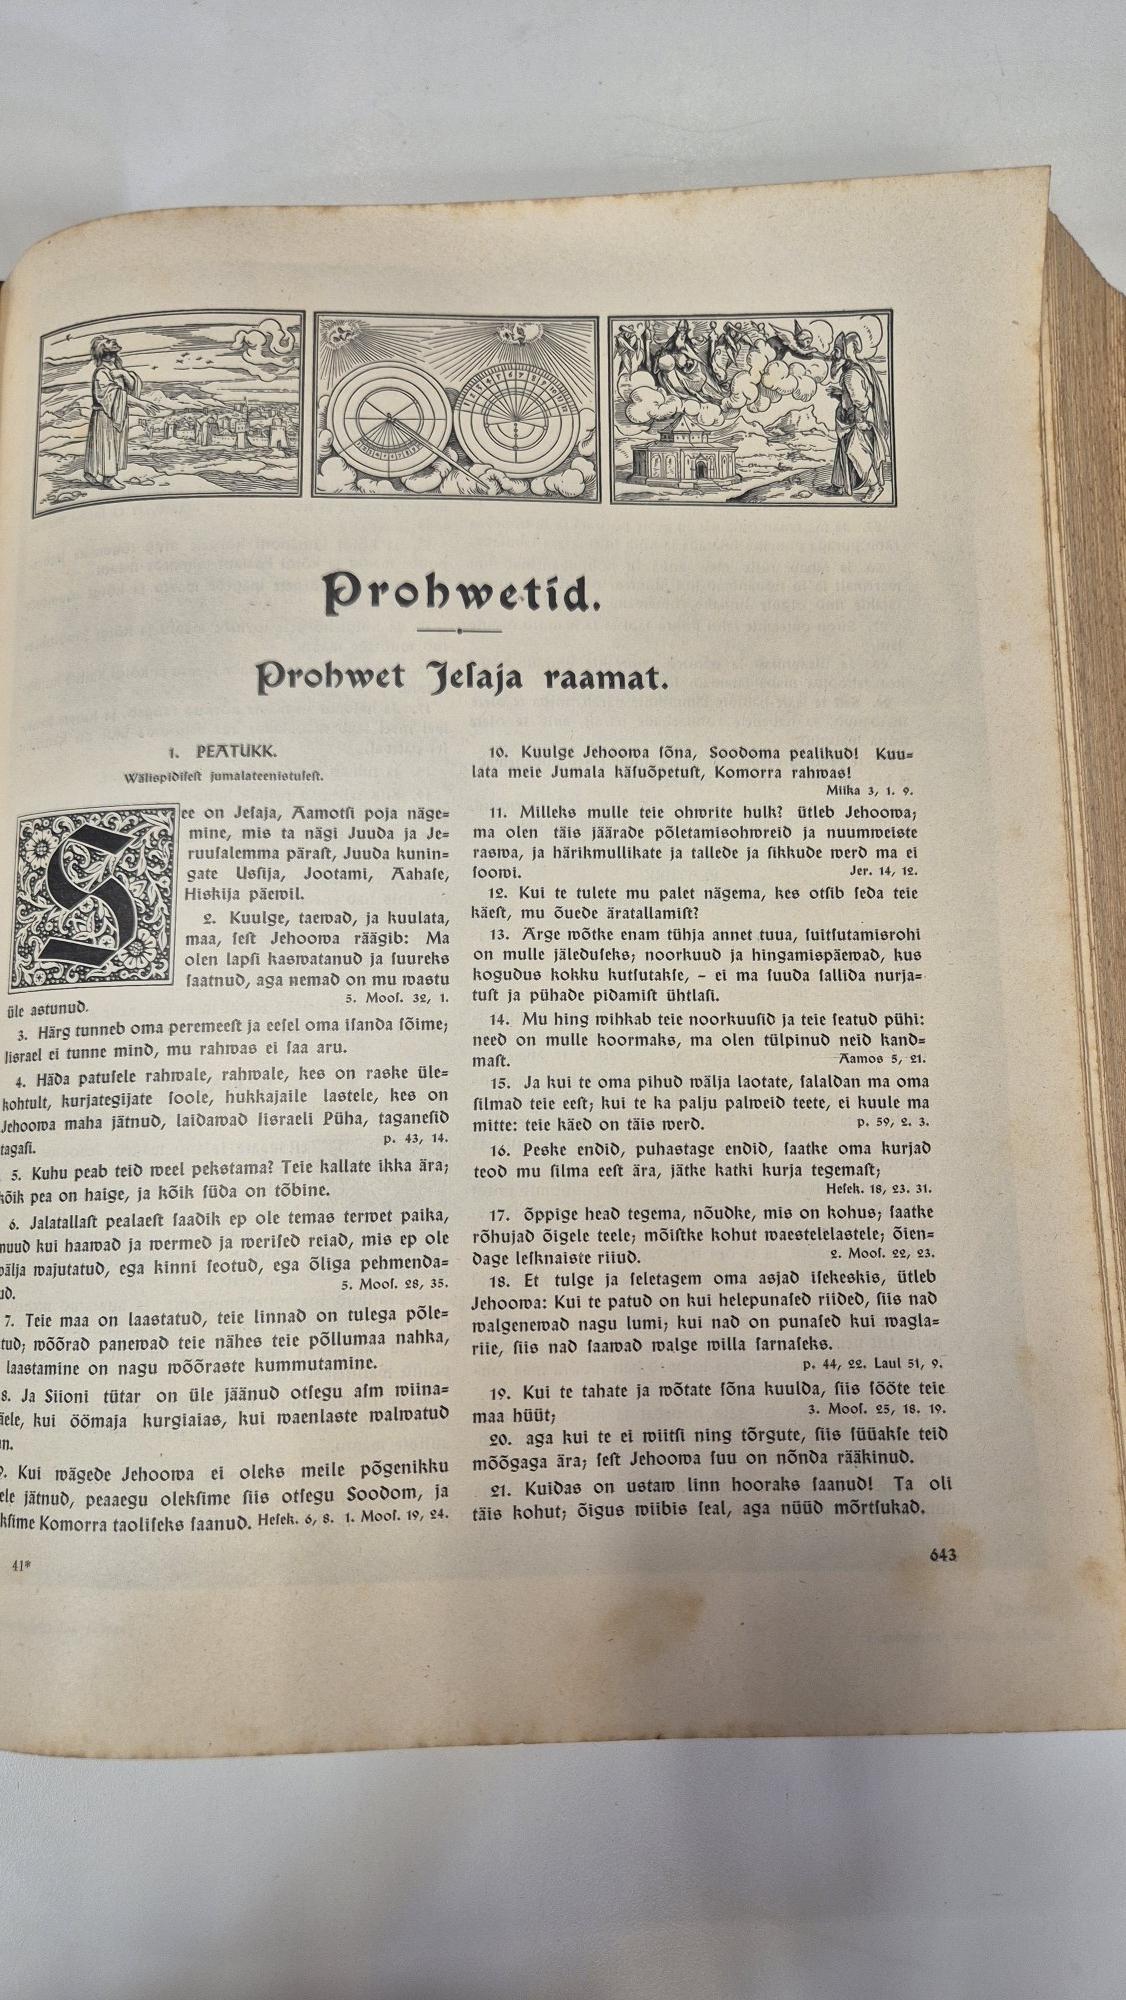 Prohwetid.
Prohwet Jeſaja raamat.
1. PEATUKK.
Wäliſpidiſeſt jumalateeniſtuſeſt.
See on Jeſaja, Aamotſi poja näge=
mine, mis ta nägi Juuda ja Je=
ruuſalemma päraſt, Juuda kunin=
gate Uſſija, Jootami, Aahaſe,
Hiskija päewil.
2. Kuulge, taewad, ja kuulata,
maa, ſeſt Jehoowa räägib: Ma
olen lapſi kaswatanud ja ſuureks
ſaatnud, aga nemad on mu wastu
üle astunud.
5. Mooſ. 32, 1.
3. Härg tunneb oma peremeeſt ja eeſel oma iſanda ſõime;
Iisrael ei tunne mind, mu rahwas ei ſaa aru.
4. Häda patuſele rahwale, rahwale, kes on raske üle=
kohtult, kurjategijate ſoole, hukkajaile lastele, kes on
Jehoowa maha jätnud, laidawad Iisraeli Püha, taganeſid
tagaſi.
p. 43, 14.
5. Kuhu peab teid weel pekstama? Teie kallate ikka ära;
kõik pea on haige, ja kõik ſüda on tõbine.
6. Jalatallaſt pealaeſt ſaadik ep ole temas terwet paika,
muud kui haawad ja wermed ja weriſed reiad, mis ep ole
wälja wajutatud, ega kinni ſeotud, ega õliga pehmenda=
ud.
5. Mooſ. 28, 35.
7. Teie maa on laastatud, teie linnad on tulega põle=
tud; wõõrad panewad teie nähes teie põllumaa nahka,
laastamine on nagu wõõraste kummutamine.
8. Ja Siioni tütar on üle jäänud otſegu aſm wiina=
äele, kui öömaja kurgiaias, kui waenlaste walwatud
n.
9. Kui wägede Jehoowa ei oleks meile põgenikku
ele jätnud, peaaegu olekſime ſiis otſegu Soodom, ja
kſime Komorra taoliſeks ſaanud. Heſek. 6, 8. 1. Mooſ. 19, 24.
41*
10. Kuulge Jehoowa ſõna, Soodoma pealikud! Kuu=
lata meie Jumala käſuõpetuſt, Komorra rahwas!
Miika 3, 1. 9.
11. Milleks mulle teie ohwrite hulk? ütleb Jehoowa;
ma olen täis jäärade põletamisohwreid ja nuumweiste
raswa, ja härikmullikate ja tallede ja ſikkude werd ma ei
ſoowi.
Jer. 14, 12.
12. Kui te tulete mu palet nägema, kes otſib ſeda teie
käeſt, mu õuede äratallamiſt?
13. Ärge wõtke enam tühja annet tuua, ſuitſutamisrohi
on mulle jäleduſeks; noorkuud ja hingamispäewad, kus
kogudus kokku kutſutakſe, – ei ma ſuuda ſallida nurja=
tuſt ja pühade pidamiſt ühtlaſi.
14. Mu hing wihkab teie noorkuuſid ja teie ſeatud pühi:
need on mulle koormaks, ma olen tülpinud neid kand=
maſt.
Aamos 5, 21.
15. Ja kui te oma pihud wälja laotate, ſalaldan ma oma
ſilmad teie eeſt; kui te ka palju palweid teete, ei kuule ma
mitte: teie käed on täis werd.
p. 59, 2. 3.
16. Peske endid, puhastage endid, ſaatke oma kurjad
teod mu ſilma eeſt ära, jätke katki kurja tegemaſt;
Heſek. 18, 23. 31.
17. õppige head tegema, nõudke, mis on kohus; ſaatke
rõhujad õigele teele; mõiſtke kohut waestelelastele; õien=
dage leſknaiste riiud.
2. Mooſ. 22, 23.
18. Et tulge ja ſeletagem oma asjad iſekeskis, ütleb
Jehoowa: Kui te patud on kui helepunaſed riided, ſiis nad
walgenewad nagu lumi; kui nad on punaſed kui wagla=
riie, ſiis nad ſaawad walge willa ſarnaſeks.
p. 44, 22. Laul 51, 9.
19. Kui te tahate ja wõtate ſõna kuulda, ſiis ſööte teie
maa hüüt;
3. Mooſ. 25, 18. 19.
20. aga kui te ei wiitſi ning tõrgute, ſiis ſüüakſe teid
mõõgaga ära; ſeſt Jehoowa ſuu on nõnda rääkinud.
21. Kuidas on ustaw linn hooraks ſaanud! Ta oli
täis kohut; õigus wiibis ſeal, aga nüüd mõrtſukad.
643